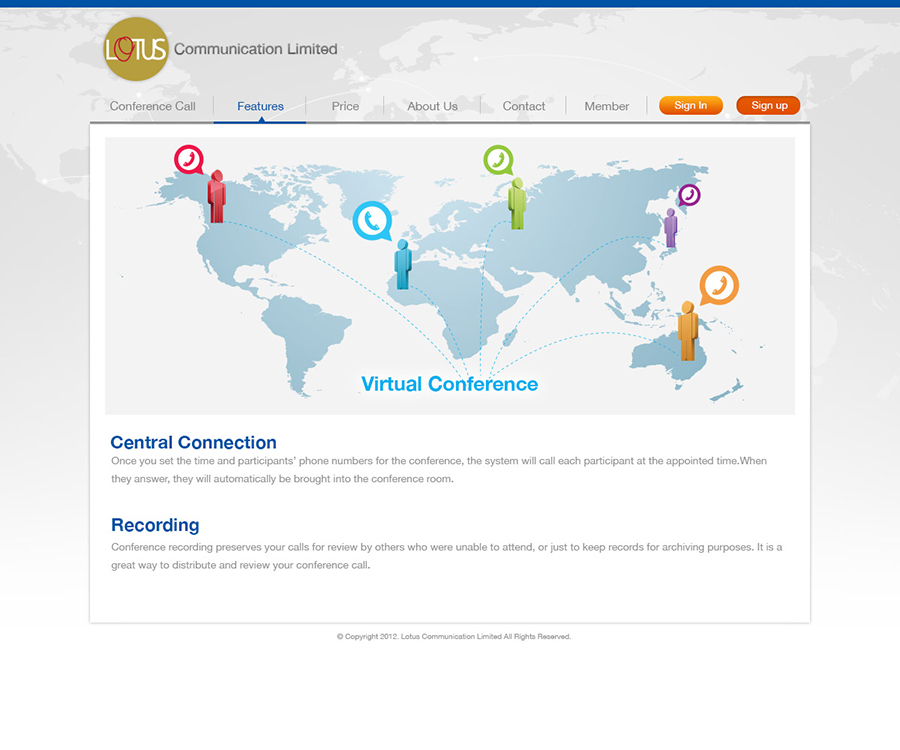 LOTUS Communication Limited
Conference Call Features Price About Us Contact Member Sign In Sign up
Virtual Conference
Central Connection
Once you set the time and participants' phone numbers for the conference, the system will call each participant at the appointed time.When
they answer, they will automatically be brought into the conference room.
Recording
Conference recording preserves your calls for review by others who were unable to attend, or just to keep records for archiving purposes. It is a
great way to distribute and review your conference call.
© Copyright 2012. Lotus Communication Limited All Rights Reserved.